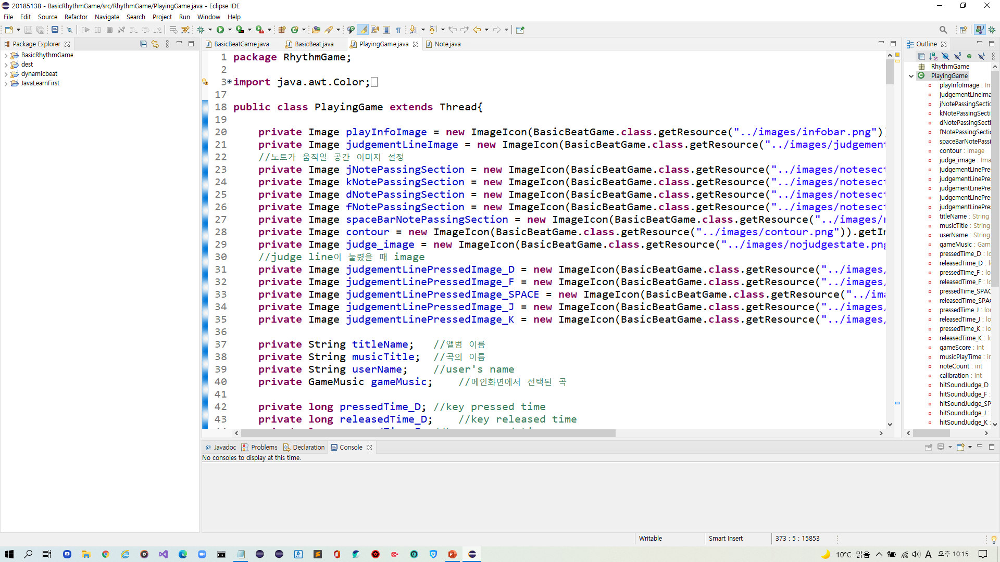 20185138 - BasicRhythmGame/src/RhythmGame/PlayingGame.java - Eclipse IDE
File Edit Source Refactor Navigate Search Project Run Window Help
Package Explorer
BasicRhythmGame
dest
dynamicbeat
JavaLearnFirst
BasicBeatGame.java BasicBeat.java PlayingGame.java Note.java
1 package RhythmGame;
2
3 import java.awt.Color;
17
18 public class PlayingGame extends Thread{
19
20 private Image playInfoImage = new ImageIcon(BasicBeatGame.class.getResource("../images/infobar.png")
21 private Image judgementLineImage = new ImageIcon(BasicBeatGame.class.getResource("../images/judgement
22 //노트가 움직일 공간 이미지 설정
23 private Image jNotePassingSection = new ImageIcon(BasicBeatGame.class.getResource("../images/notesect
24 private Image kNotePassingSection = new ImageIcon(BasicBeatGame.class.getResource("../images/notesect
25 private Image dNotePassingSection = new ImageIcon(BasicBeatGame.class.getResource("../images/notesect
26 private Image fNotePassingSection = new ImageIcon(BasicBeatGame.class.getResource("../images/notesect
27 private Image spaceBarNotePassingSection = new ImageIcon(BasicBeatGame.class.getResource("../images/
28 private Image contour = new ImageIcon(BasicBeatGame.class.getResource("../images/contour.png")).getIm
29 private Image judge_image = new ImageIcon(BasicBeatGame.class.getResource("../images/nojudgestate.png
30 //judge line이 눌렸을 때 image
31 private Image judgementLinePressedImage_D = new ImageIcon(BasicBeatGame.class.getResource("../images/
32 private Image judgementLinePressedImage_F = new ImageIcon(BasicBeatGame.class.getResource("../images/
33 private Image judgementLinePressedImage_SPACE = new ImageIcon(BasicBeatGame.class.getResource("../ima
34 private Image judgementLinePressedImage_J = new ImageIcon(BasicBeatGame.class.getResource("../images/
35 private Image judgementLinePressedImage_K = new ImageIcon(BasicBeatGame.class.getResource("../images/
36
37 private String titleName; //앨범 이름
38 private String musicTitle; //곡의 이름
39 private String userName; //user's name
40 private GameMusic gameMusic; //메인화면에서 선택된 곡
41
42 private long pressedTime_D; //key pressed time
43 private long releasedTime_D; //key released time
Outline
RhythmGame
PlayingGame
playInfoImage : Im
judgementLineIma
jNotePassingSectic
kNotePassingSecti
dNotePassingSecti
fNotePassingSectic
spaceBarNotePassi
contour : Image
judge_image : Ima
judgementLinePre
judgementLinePre
judgementLinePre
judgementLinePre
judgementLinePre
titleName : String
musicTitle : String
userName : String
gameMusic : Gam
pressedTime_D : lo
releasedTime_D : l
pressedTime_F : lo
releasedTime_F : l
pressedTime_SPAC
releasedTime_SPA
pressedTime_J : lo
releasedTime_J : l
pressedTime_K : lo
releasedTime_K : l
gameScore : int
musicPlayTime : ir
noteCount : int
calibration : int
hitSoundJudge_D
hitSoundJudge_F :
hitSoundJudge_SP
hitSoundJudge_J :
hitSoundJudge_K :
@ Javadoc Problems Declaration Console
No consoles to display at this time.
Writable Smart Insert 373 : 5 : 15853
10°C 맑음 A 오후 10:15